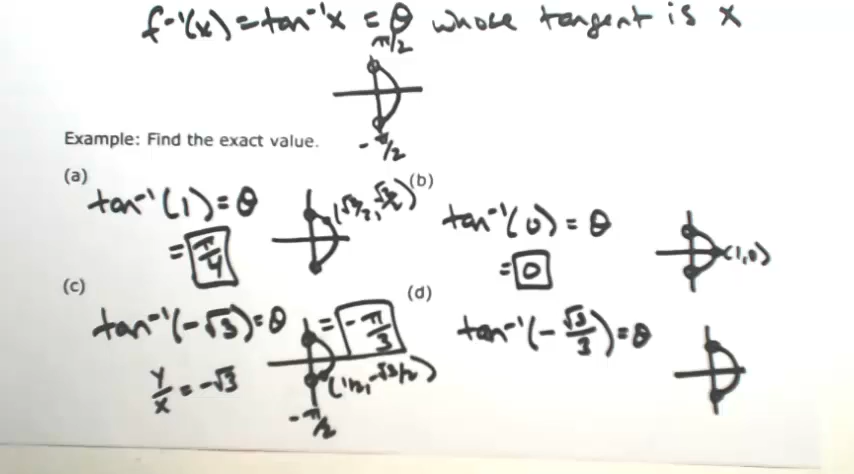 f⁻¹(x) = tan⁻¹x = θ whose tangent is x
π/2
-π/2
Example: Find the exact value.
(a)
tan⁻¹(1) = θ
(√2/2, √2/2)
= π/4
(b)
tan⁻¹(0) = θ
= 0
(1,0)
(c)
tan⁻¹(-√3) = θ = -π/3
y/x = -√3
(1/2, -√3/2)
-π/2
(d)
tan⁻¹(-√3/3) = θ